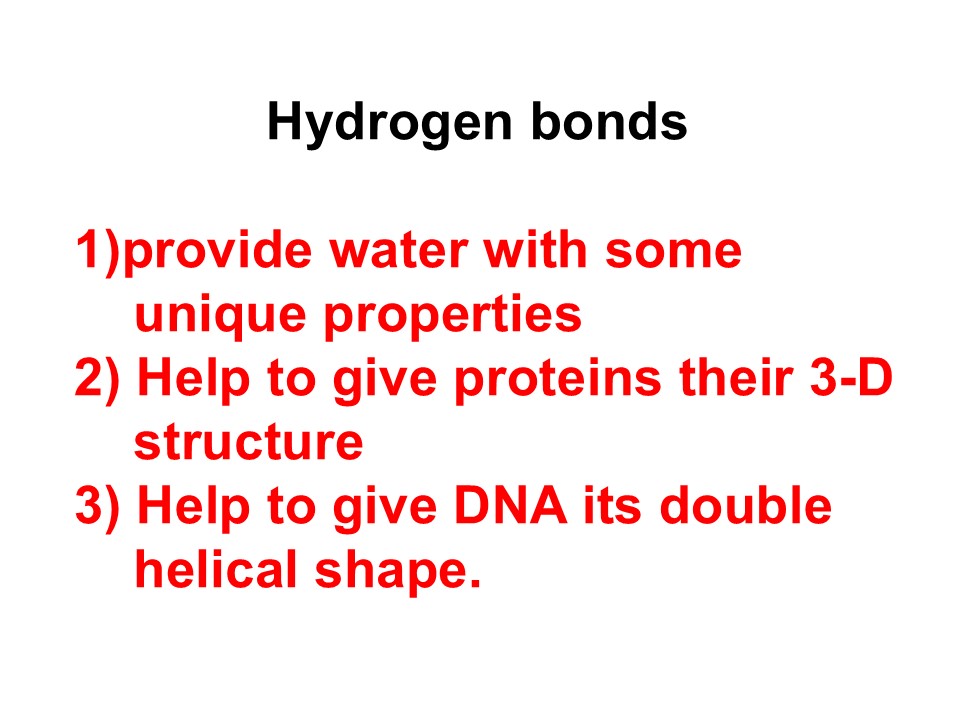 Hydrogen bonds
1)provide water with some
unique properties
2) Help to give proteins their 3-D
structure
3) Help to give DNA its double
helical shape.